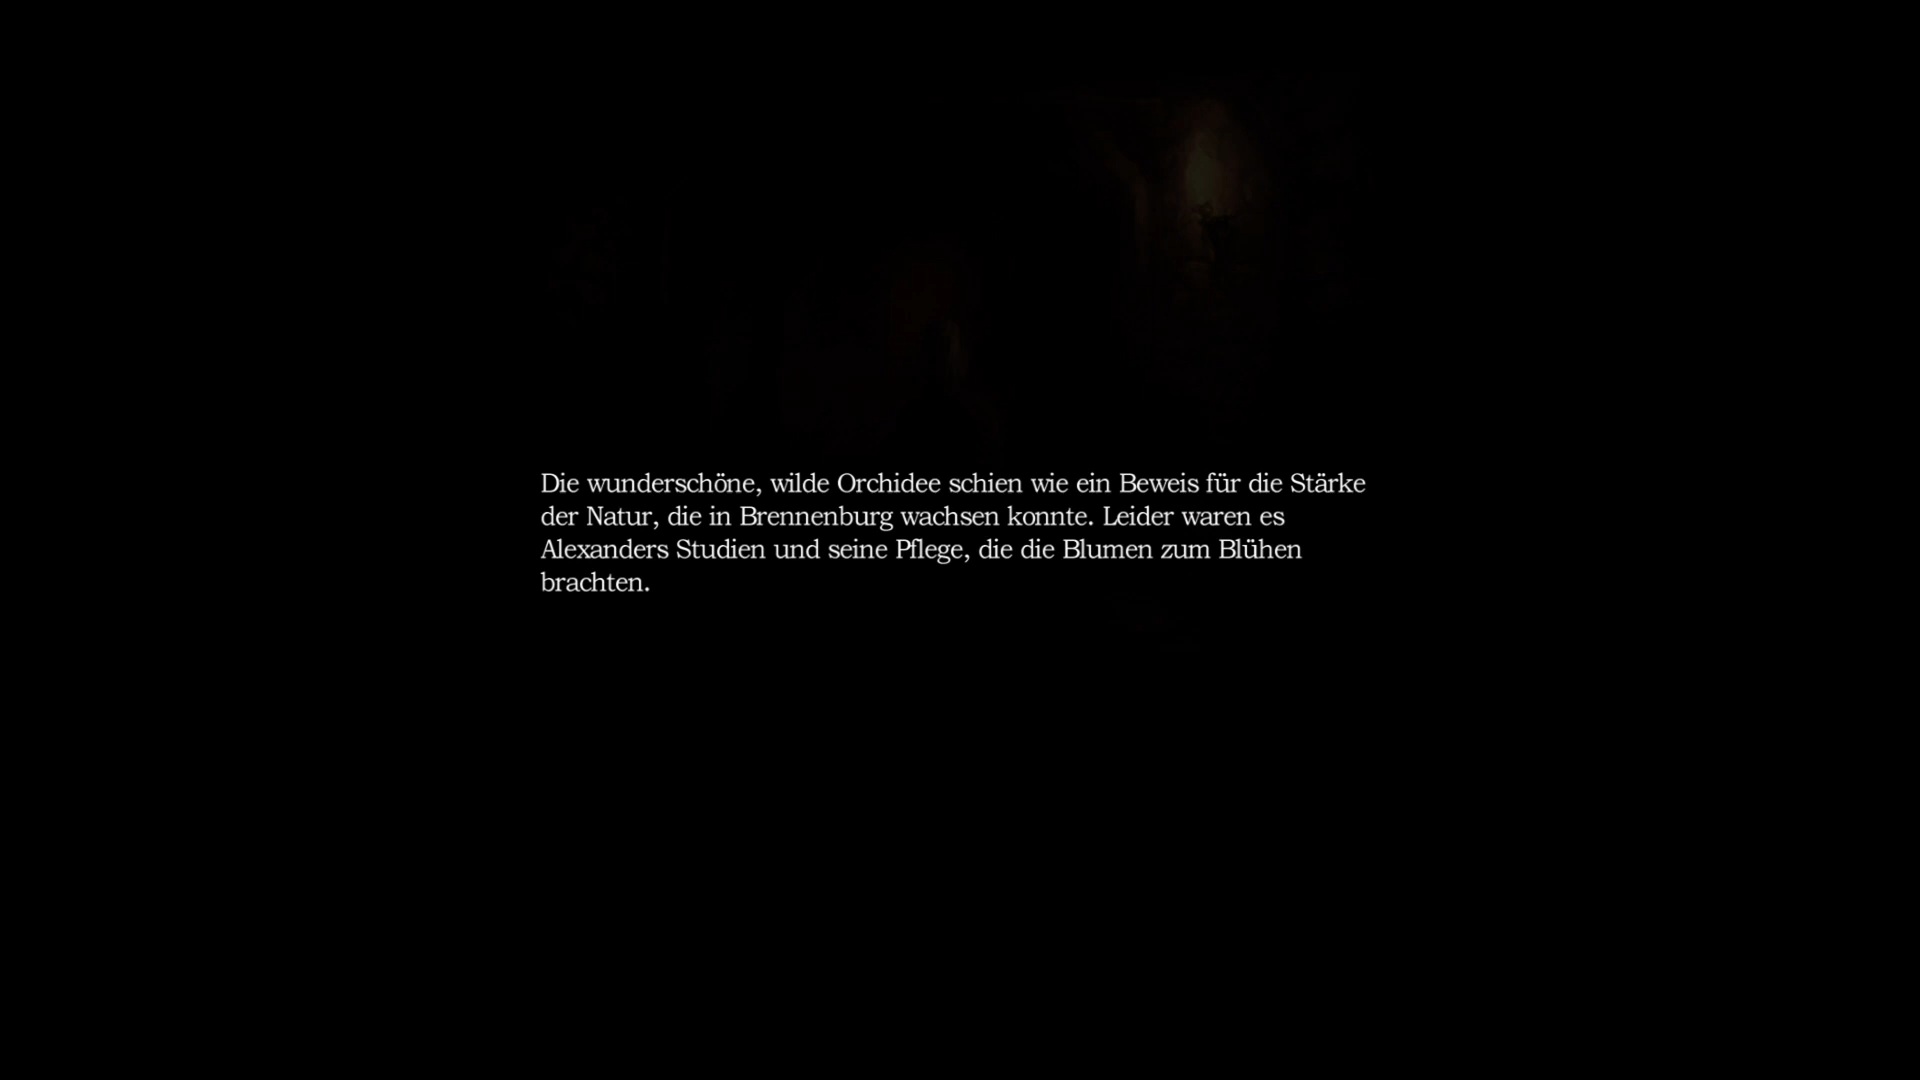 Die wunderschöne, wilde Orchidee schien wie ein Beweis für die Stärke
der Natur, die in Brennenburg wachsen konnte. Leider waren es
Alexanders Studien und seine Pflege, die die Blumen zum Blühen
brachten.